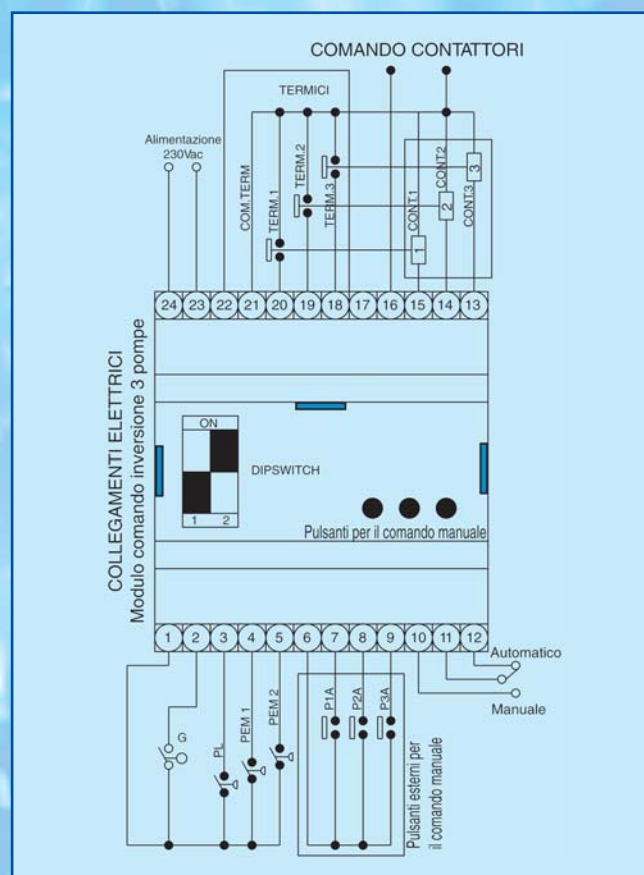 COMANDO CONTATTORI
TERMICI
Alimentazione
230Vac
COM.TERM
TERM.1
TERM.2
TERM.3
CONT.1
CONT.2
CONT.3
1
2
3
24 23 22 21 20 19 18 17 16 15 14 13
COLLEGAMENTI ELETTRICI
Modulo comando inversione 3 pompe
ON
1 2
DIPSWITCH
Pulsanti per il comando manuale
1 2 3 4 5 6 7 8 9 10 11 12
Automatico
Manuale
G
PL
PEM 1
PEM 2
P1A
P2A
P3A
Pulsanti esterni per
il comando manuale